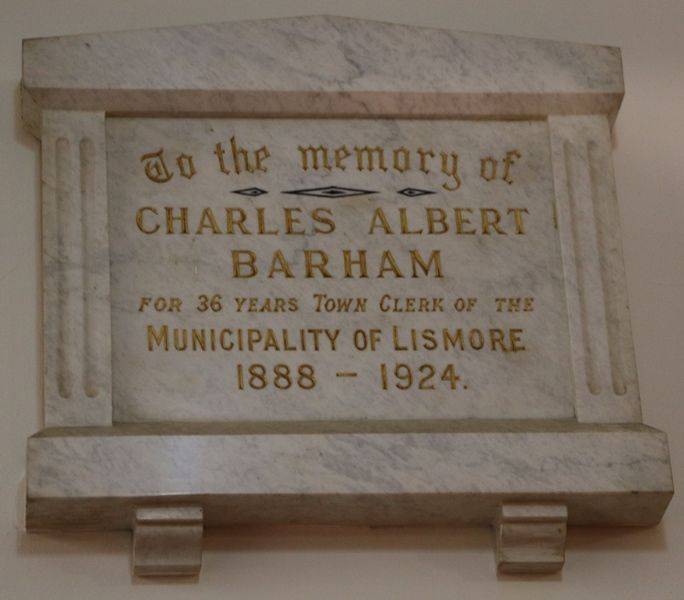 To the memory of
CHARLES ALBERT
BARHAM
FOR 36 YEARS TOWN CLERK OF THE
MUNICIPALITY OF LISMORE
1888 – 1924.